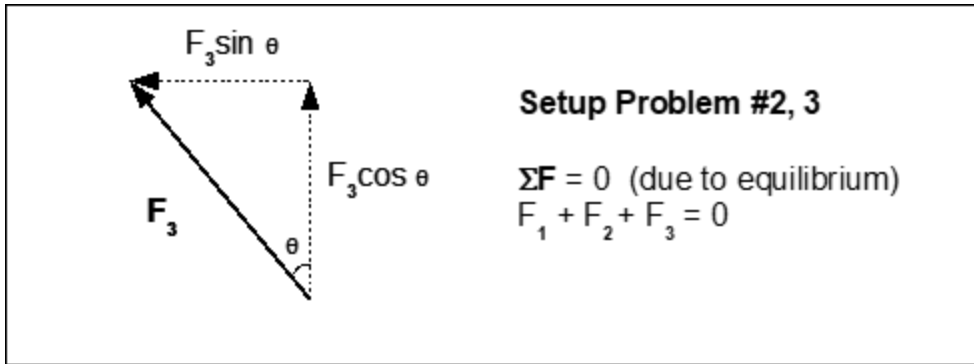 F₃sin θ
F₃cos θ
F₃
θ
Setup Problem #2, 3
ΣF = 0 (due to equilibrium)
F₁ + F₂ + F₃ = 0